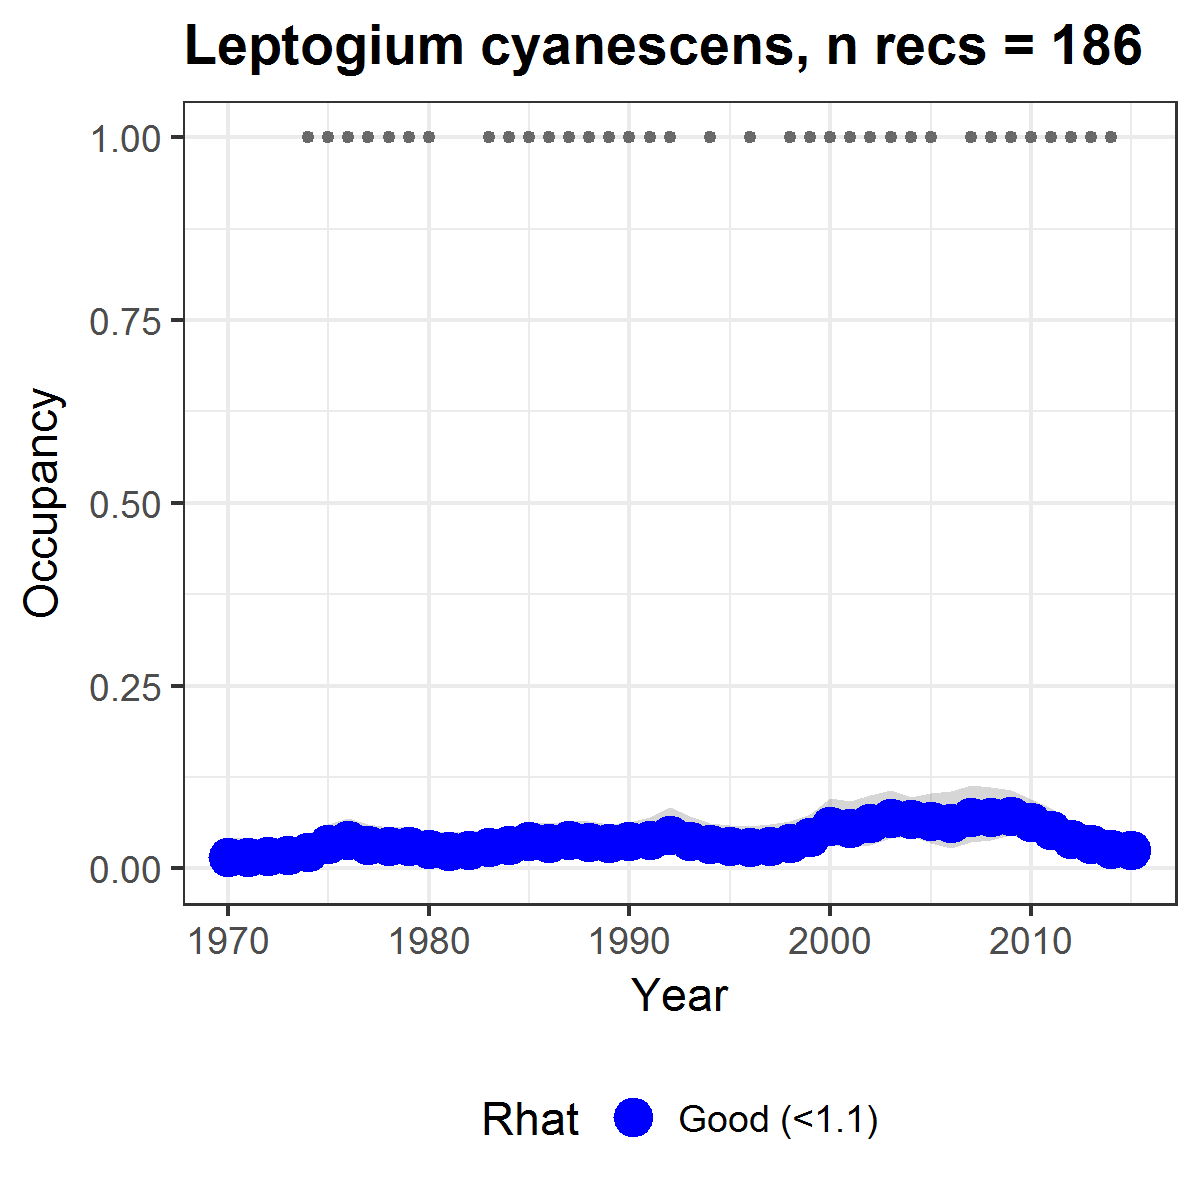 Leptogium cyanescens, n recs = 186
1.00
0.75
0.50
0.25
0.00
Occupancy
1970 1980 1990 2000 2010
Year
Rhat Good (<1.1)